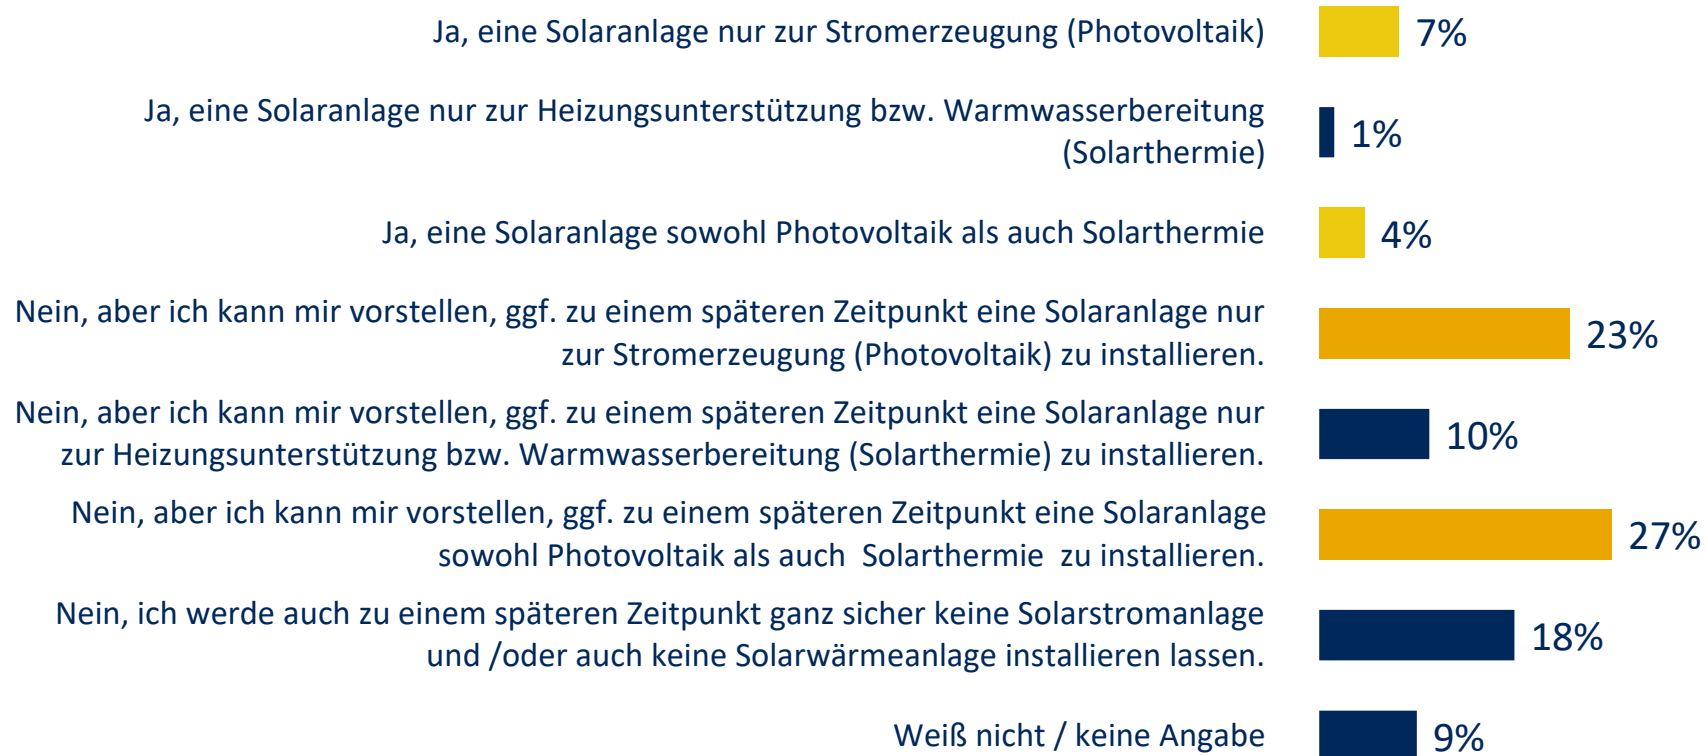 Ja, eine Solaranlage nur zur Stromerzeugung (Photovoltaik) 7%
Ja, eine Solaranlage nur zur Heizungsunterstützung bzw. Warmwasserbereitung
(Solarthermie) 1%
Ja, eine Solaranlage sowohl Photovoltaik als auch Solarthermie 4%
Nein, aber ich kann mir vorstellen, ggf. zu einem späteren Zeitpunkt eine Solaranlage nur
zur Stromerzeugung (Photovoltaik) zu installieren. 23%
Nein, aber ich kann mir vorstellen, ggf. zu einem späteren Zeitpunkt eine Solaranlage nur
zur Heizungsunterstützung bzw. Warmwasserbereitung (Solarthermie) zu installieren. 10%
Nein, aber ich kann mir vorstellen, ggf. zu einem späteren Zeitpunkt eine Solaranlage
sowohl Photovoltaik als auch Solarthermie zu installieren. 27%
Nein, ich werde auch zu einem späteren Zeitpunkt ganz sicher keine Solarstromanlage
und /oder auch keine Solarwärmeanlage installieren lassen. 18%
Weiß nicht / keine Angabe 9%